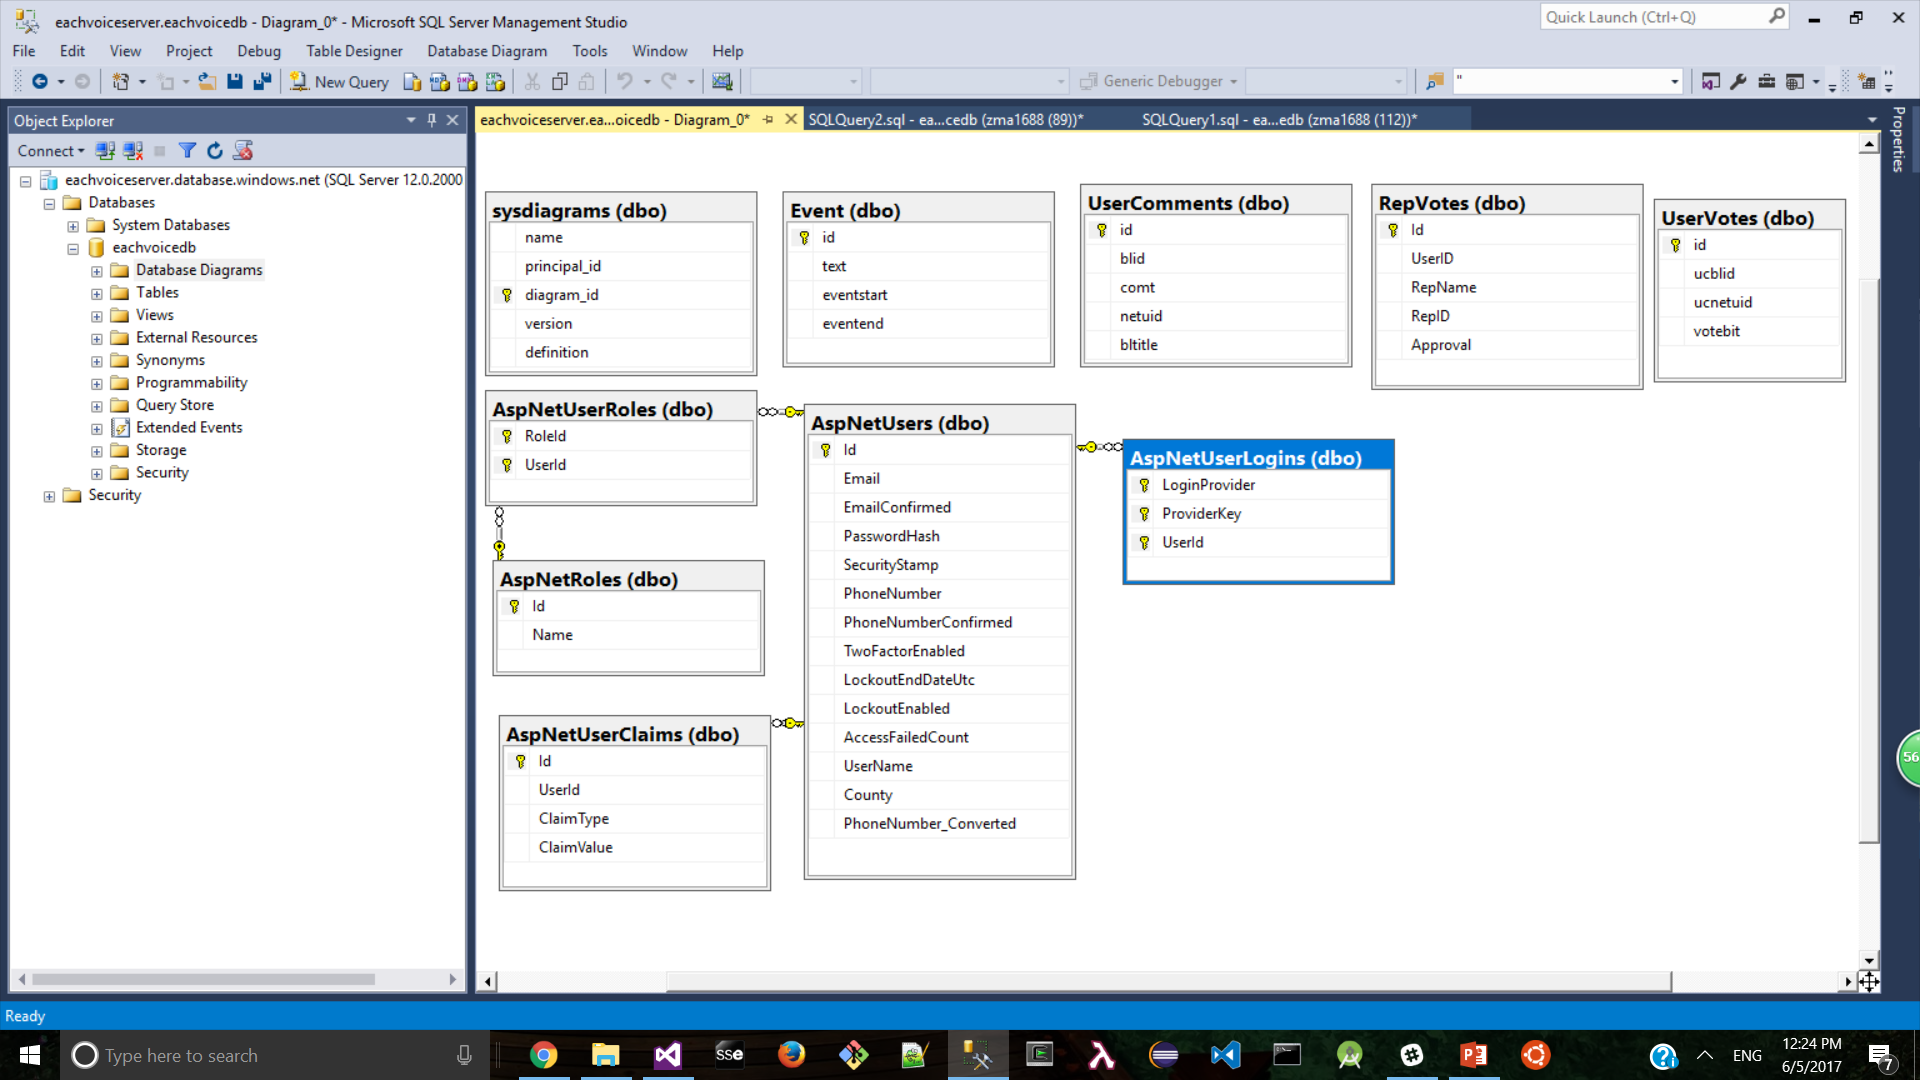 eachvoiceserver.eachvoicedb - Diagram_0* - Microsoft SQL Server Management Studio
Quick Launch (Ctrl+Q)
File Edit View Project Debug Table Designer Database Diagram Tools Window Help
New Query
Generic Debugger
"
Object Explorer
Connect
eachvoiceserver.database.windows.net (SQL Server 12.0.2000
Databases
System Databases
eachvoicedb
Database Diagrams
Tables
Views
External Resources
Synonyms
Programmability
Query Store
Extended Events
Storage
Security
Security
eachvoiceserver.ea...oicedb - Diagram_0*
SQLQuery2.sql - ea...cedb (zma1688 (89))*
SQLQuery1.sql - ea...edb (zma1688 (112))*
Properties
sysdiagrams (dbo)
name
principal_id
diagram_id
version
definition
Event (dbo)
id
text
eventstart
eventend
UserComments (dbo)
id
blid
comt
netuid
bltitle
RepVotes (dbo)
Id
UserID
RepName
RepID
Approval
UserVotes (dbo)
id
ucblid
ucnetuid
votebit
AspNetUserRoles (dbo)
RoleId
UserId
AspNetRoles (dbo)
Id
Name
AspNetUserClaims (dbo)
Id
UserId
ClaimType
ClaimValue
AspNetUsers (dbo)
Id
Email
EmailConfirmed
PasswordHash
SecurityStamp
PhoneNumber
PhoneNumberConfirmed
TwoFactorEnabled
LockoutEndDateUtc
LockoutEnabled
AccessFailedCount
UserName
County
PhoneNumber_Converted
AspNetUserLogins (dbo)
LoginProvider
ProviderKey
UserId
56
Ready
Type here to search
sse
ENG
12:24 PM
6/5/2017
7